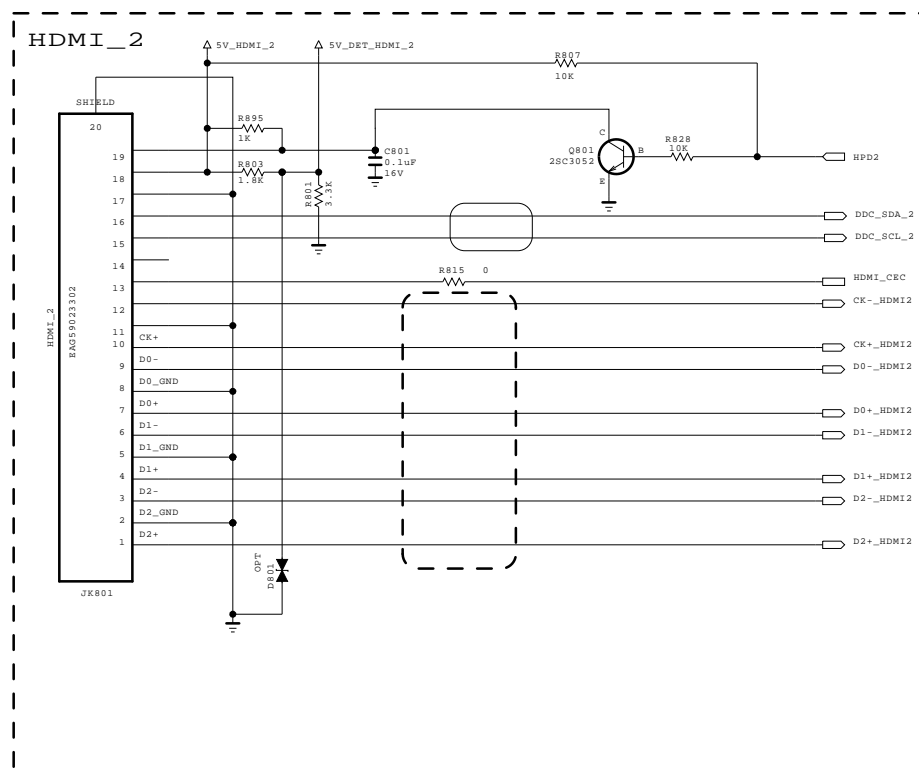 HDMI_2
5V_HDMI_2
5V_DET_HDMI_2
R807
10K
SHIELD
20
R895
1K
C801
0.1uF
16V
R803
1.8K
R801
3.3K
Q801
2SC3052
C
B
E
R828
10K
HPD2
19
18
17
16
15
14
13
12
11
10
9
8
7
6
5
4
3
2
1
DDC_SDA_2
DDC_SCL_2
R815 0
HDMI_CEC
CK-_HDMI2
CK+
CK+_HDMI2
D0-
D0-_HDMI2
D0_GND
D0+
D0+_HDMI2
D1-
D1-_HDMI2
D1_GND
D1+
D1+_HDMI2
D2-
D2-_HDMI2
D2_GND
D2+
D2+_HDMI2
HDMI_2
EAG59023302
OPT
D801
JK801